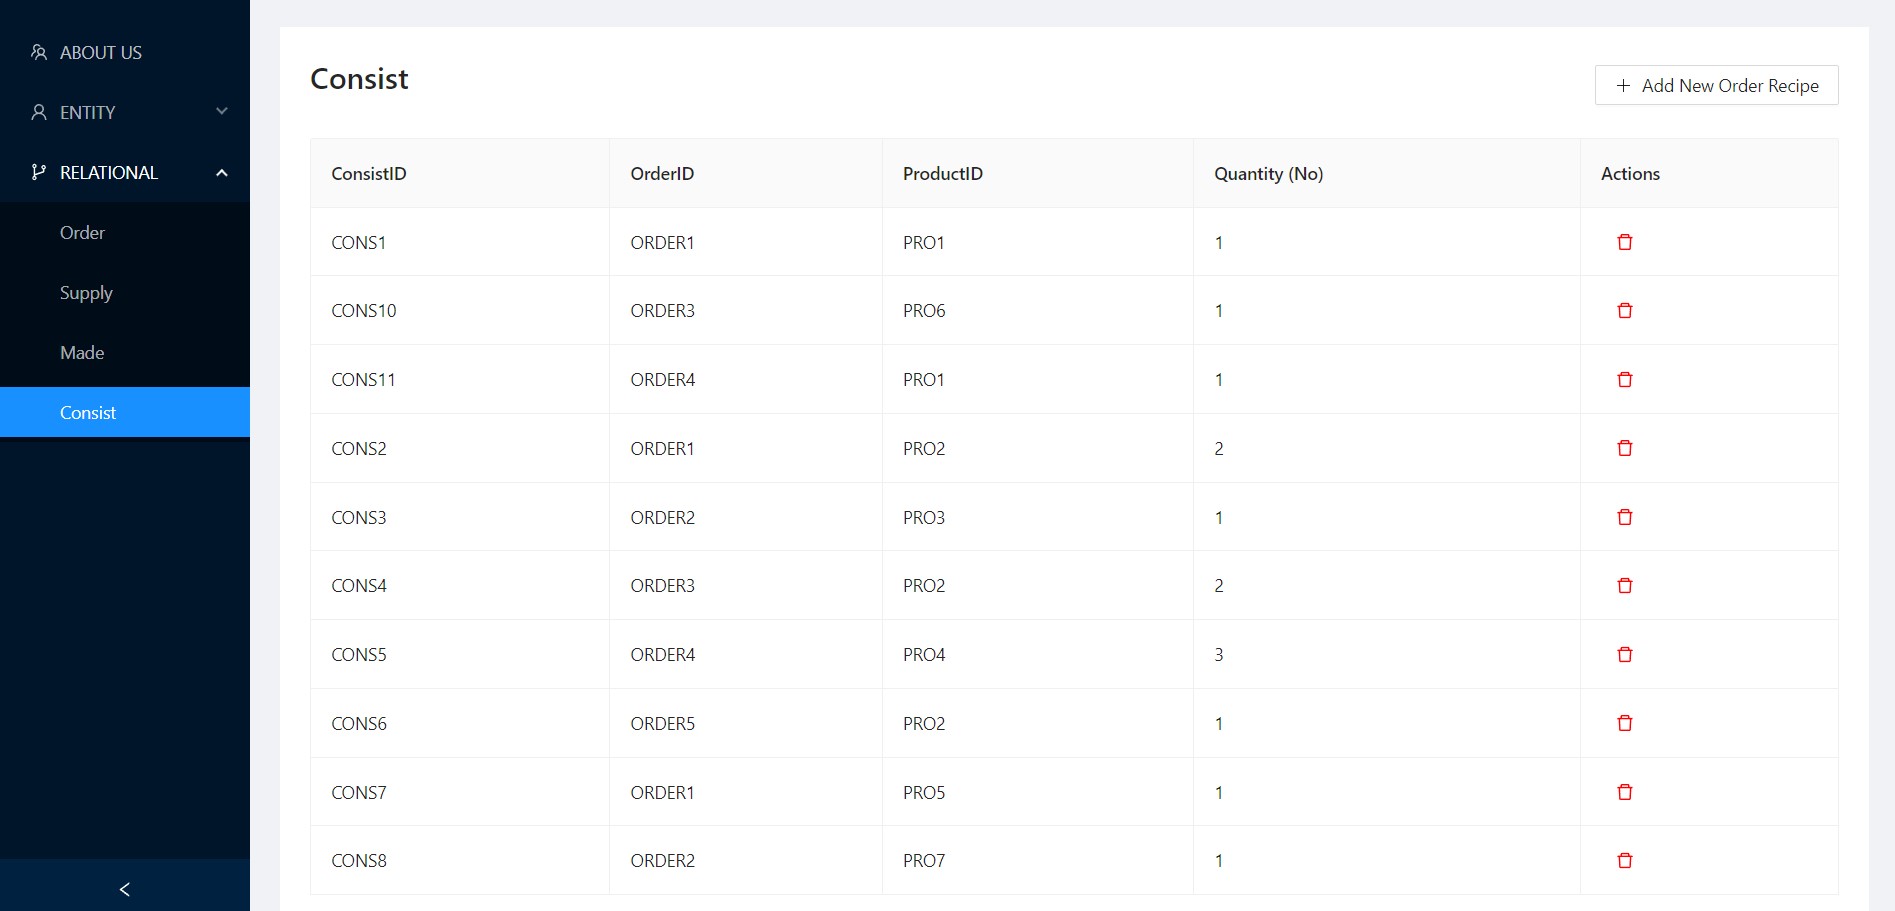 ABOUT US
ENTITY
RELATIONAL
Order
Supply
Made
Consist
Consist
Add New Order Recipe
ConsistID OrderID ProductID Quantity (No) Actions
CONS1 ORDER1 PRO1 1
CONS10 ORDER3 PRO6 1
CONS11 ORDER4 PRO1 1
CONS2 ORDER1 PRO2 2
CONS3 ORDER2 PRO3 1
CONS4 ORDER3 PRO2 2
CONS5 ORDER4 PRO4 3
CONS6 ORDER5 PRO2 1
CONS7 ORDER1 PRO5 1
CONS8 ORDER2 PRO7 1